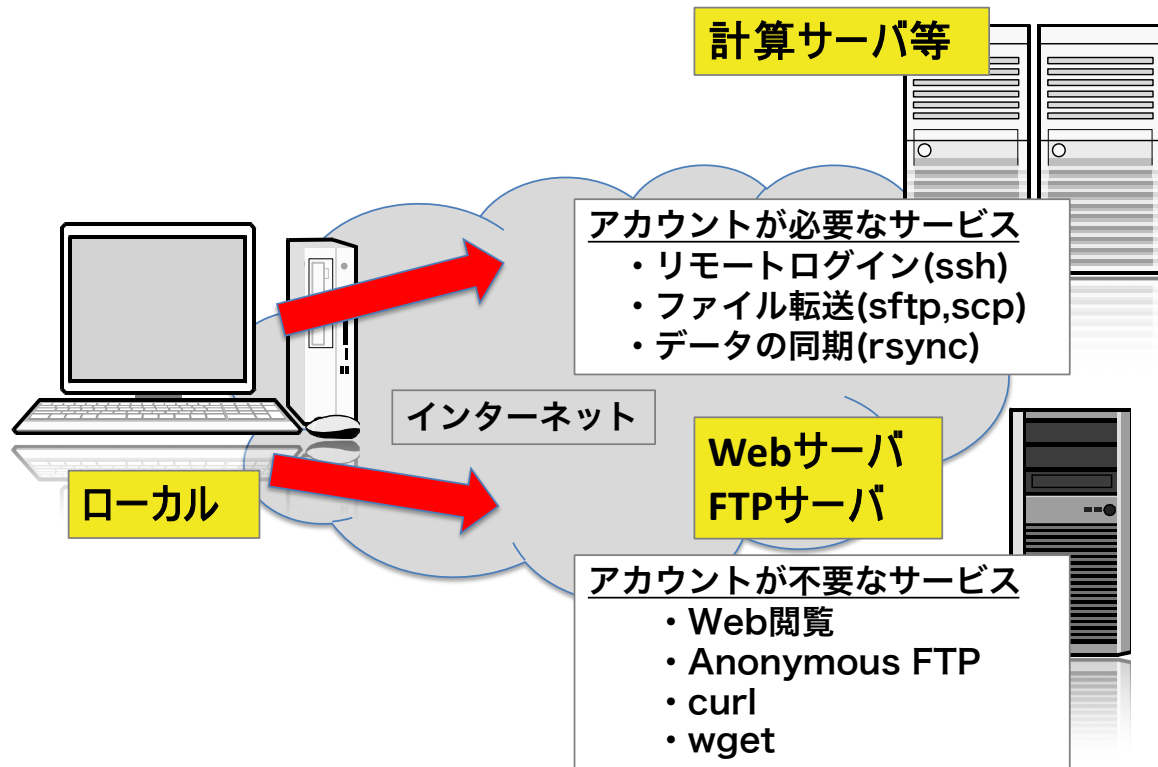 計算サーバ等
アカウントが必要なサービス
・リモートログイン(ssh)
・ファイル転送(sftp,scp)
・データの同期(rsync)
インターネット
ローカル
Webサーバ
FTPサーバ
アカウントが不要なサービス
・Web閲覧
・Anonymous FTP
・curl
・wget